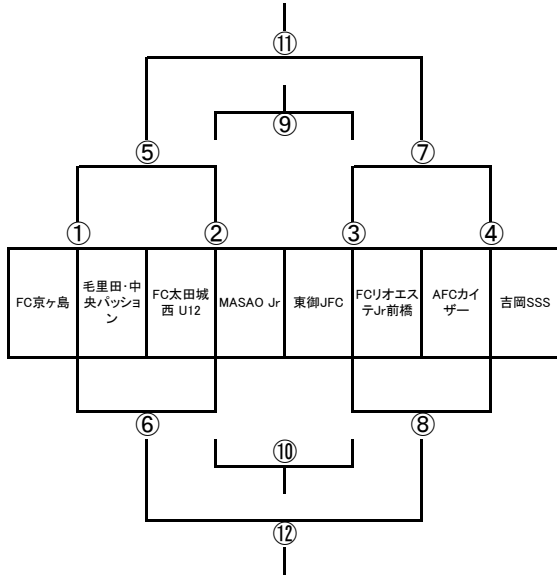 ⑪
⑨
⑤
⑦
①
②
③
④
FC京ヶ島
毛里田・中
央パッショ
ン
FC太田城
西 U12
MASAO Jr
東御JFC
FCリオエス
テJr前橋
AFCカイ
ザー
吉岡SSS
⑥
⑧
⑩
⑫